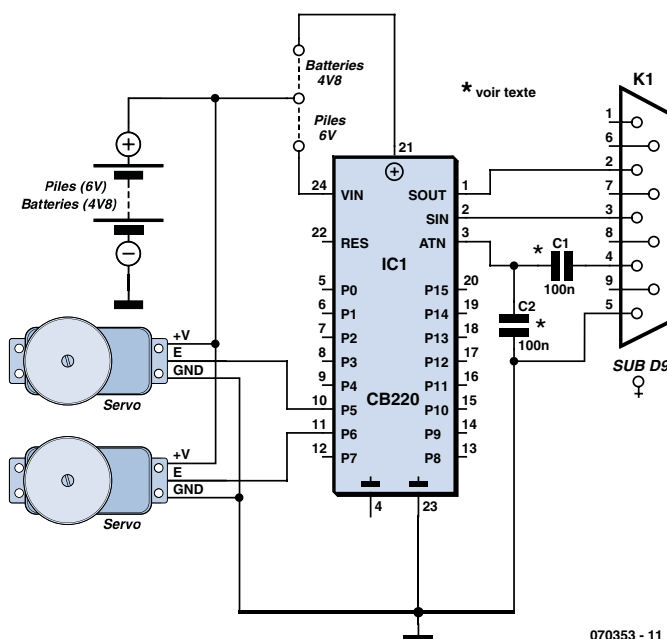 Batteries
4V8
Piles
6V
* voir texte
K1
+
Piles (6V)
Batteries (4V8)
−
21
+
24 VIN
22 RES
5 P0
6 P1
7 P2
8 P3
9 P4
10 P5
11 P6
12 P7
IC1
CB220
SOUT 1
SIN 2
ATN 3
P15 20
P14 19
P13 18
P12 17
P11 16
P10 15
P9 14
P8 13
4
23
* C1
100n
C2
*
100n
1
6
2
7
3
8
4
9
5
SUB D9
+V
E
GND
Servo
+V
E
GND
Servo
070353 - 11